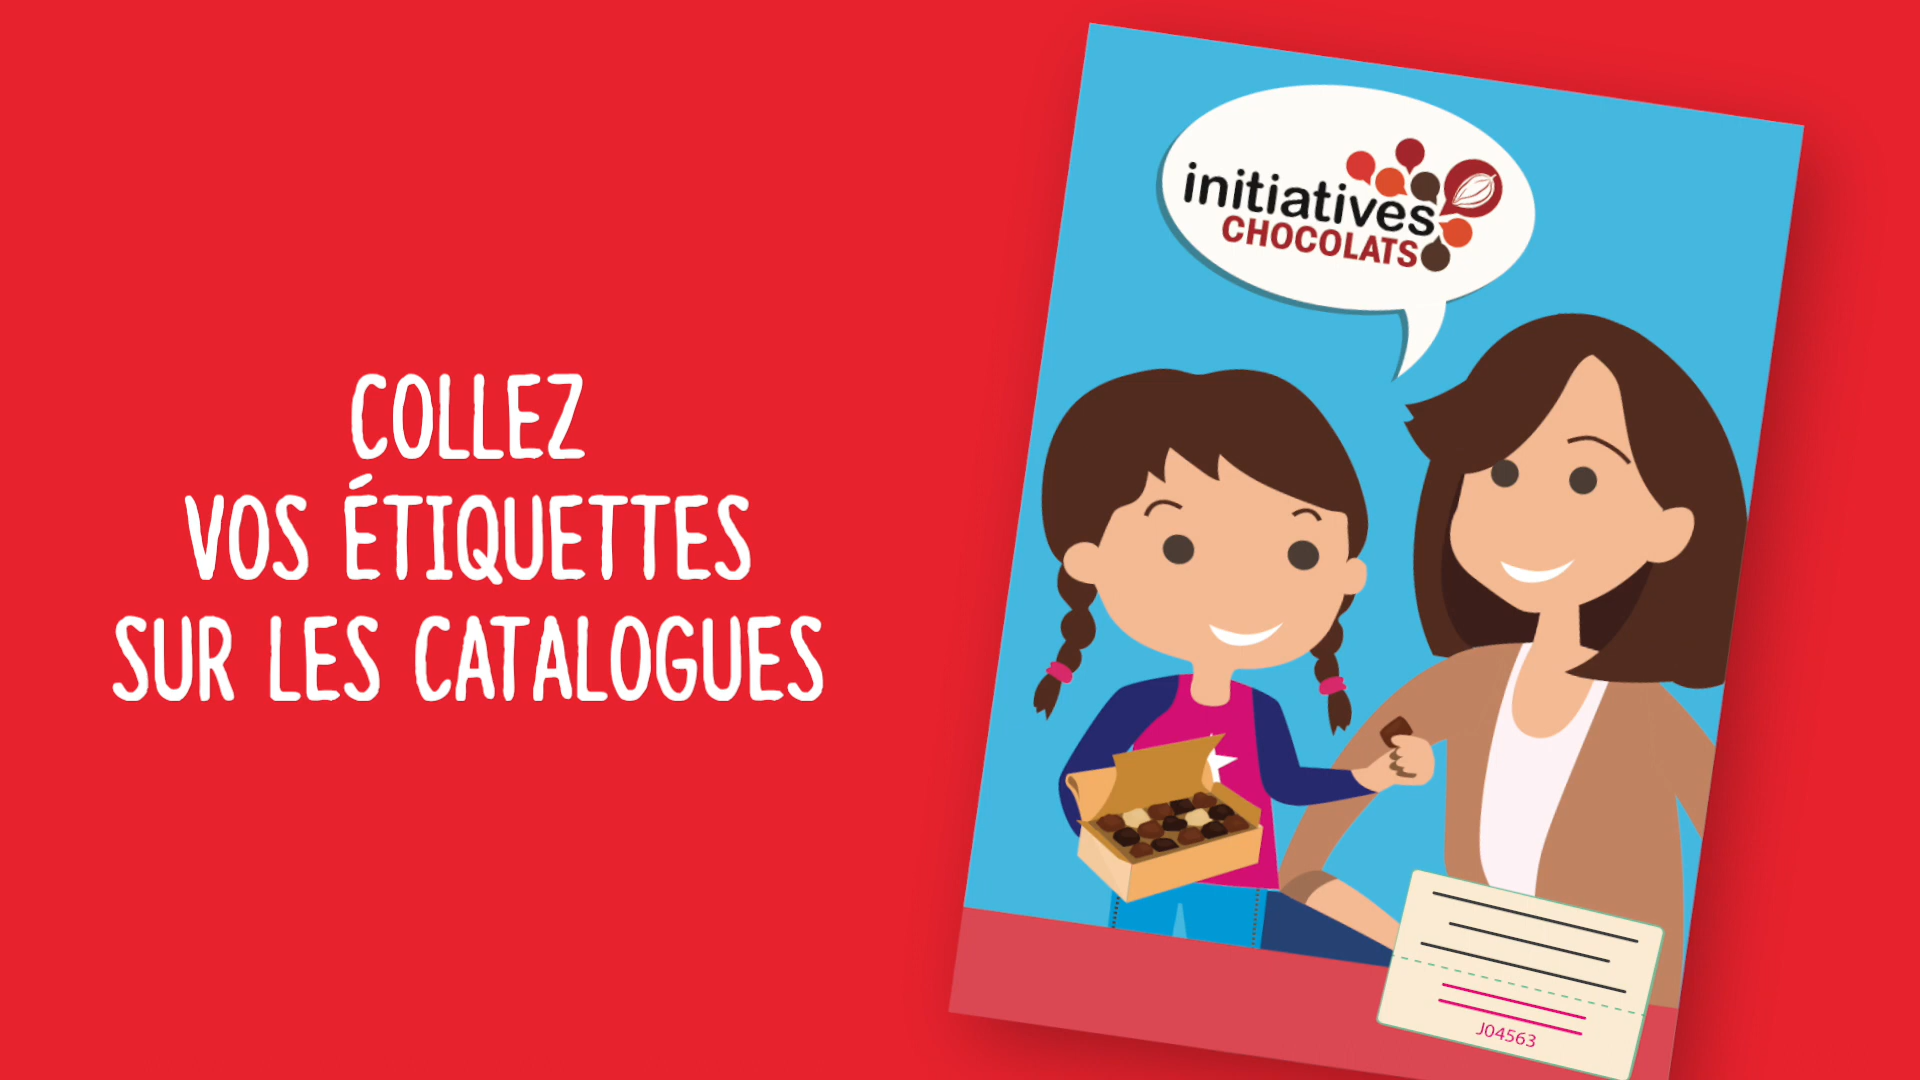 COLLEZ
VOS ÉTIQUETTES
SUR LES CATALOGUES
initiatives
CHOCOLATS
J04563